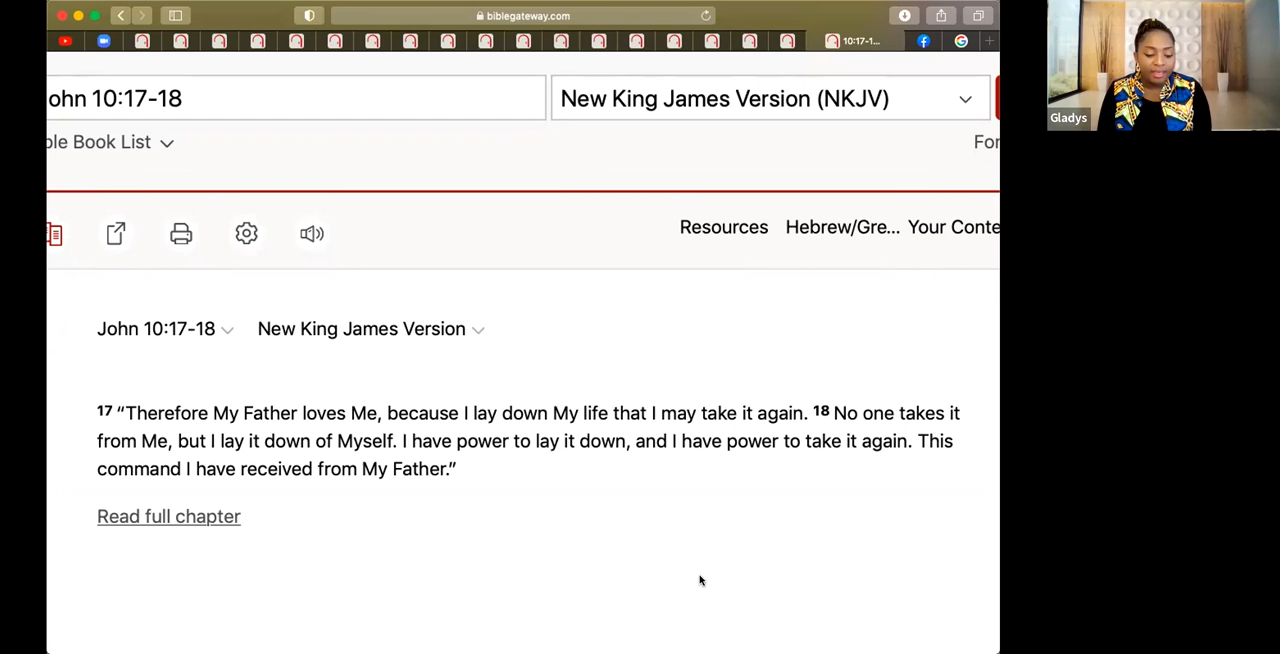 biblegateway.com
10:17-1...
ohn 10:17-18
New King James Version (NKJV)
ble Book List
For
Resources Hebrew/Gre... Your Conte
John 10:17-18 New King James Version
17 “Therefore My Father loves Me, because I lay down My life that I may take it again. 18 No one takes it
from Me, but I lay it down of Myself. I have power to lay it down, and I have power to take it again. This
command I have received from My Father.”
Read full chapter
Gladys